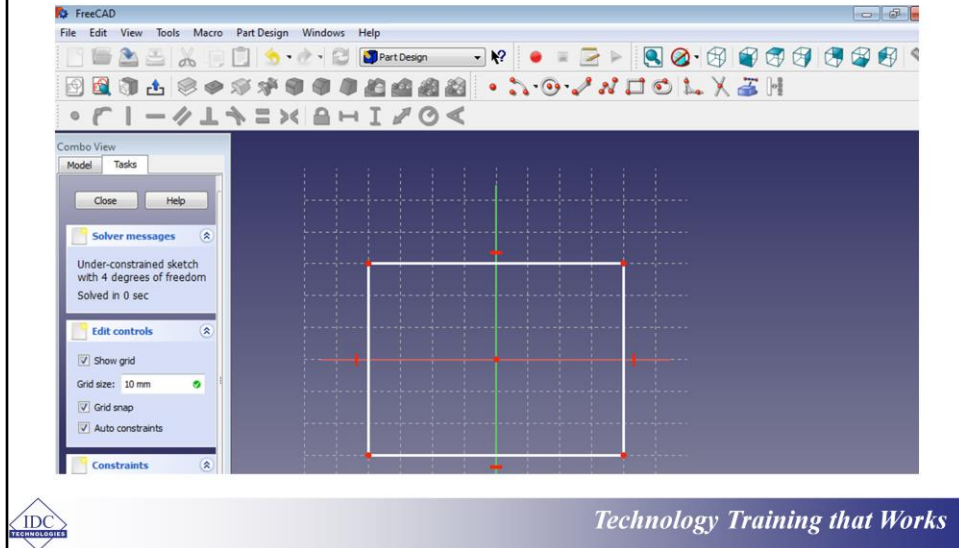 FreeCAD
File Edit View Tools Macro Part Design Windows Help
Part Design
Combo View
Model Tasks
Close Help
Solver messages
Under-constrained sketch
with 4 degrees of freedom
Solved in 0 sec
Edit controls
Show grid
Grid size: 10 mm
Grid snap
Auto constraints
Constraints
IDC
TECHNOLOGIES
Technology Training that Works